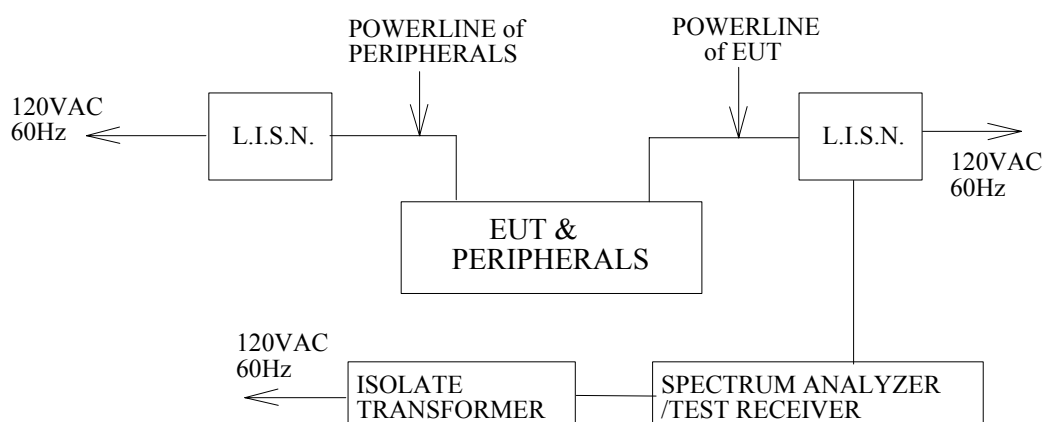 POWERLINE of
PERIPHERALS
POWERLINE
of EUT
120VAC
60Hz
L.I.S.N.
L.I.S.N.
120VAC
60Hz
EUT &
PERIPHERALS
120VAC
60Hz
ISOLATE
TRANSFORMER
SPECTRUM ANALYZER
/TEST RECEIVER